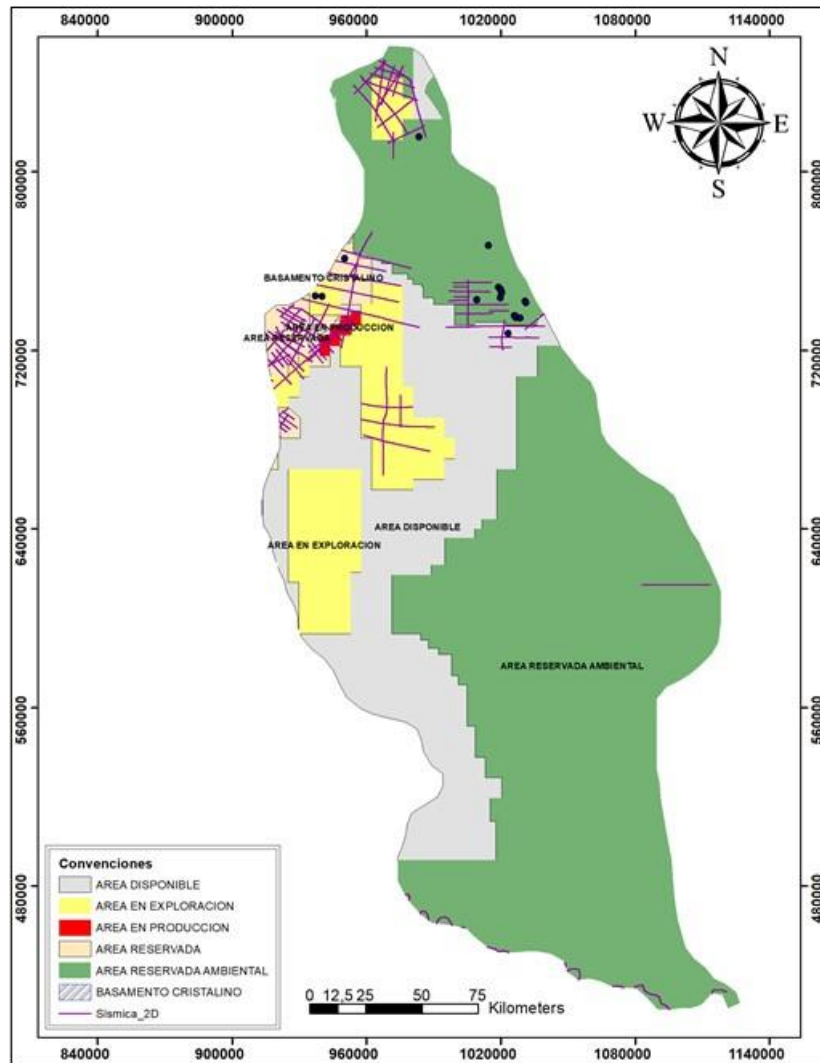 840000 900000 960000 1020000 1080000 1140000
N
W E
S
800000 800000
BASAMENTO CRISTALINO
AREA EN PRODUCCION
AREA RESERVADA
720000 720000
AREA DISPONIBLE
640000 640000
AREA EN EXPLORACION
AREA RESERVADA AMBIENTAL
560000 560000
Convenciones
AREA DISPONIBLE
480000 480000
AREA EN EXPLORACION
AREA EN PRODUCCION
AREA RESERVADA
AREA RESERVADA AMBIENTAL
BASAMENTO CRISTALINO
Sísmica_2D
0 12,5 25 50 75
Kilometers
840000 900000 960000 1020000 1080000 1140000